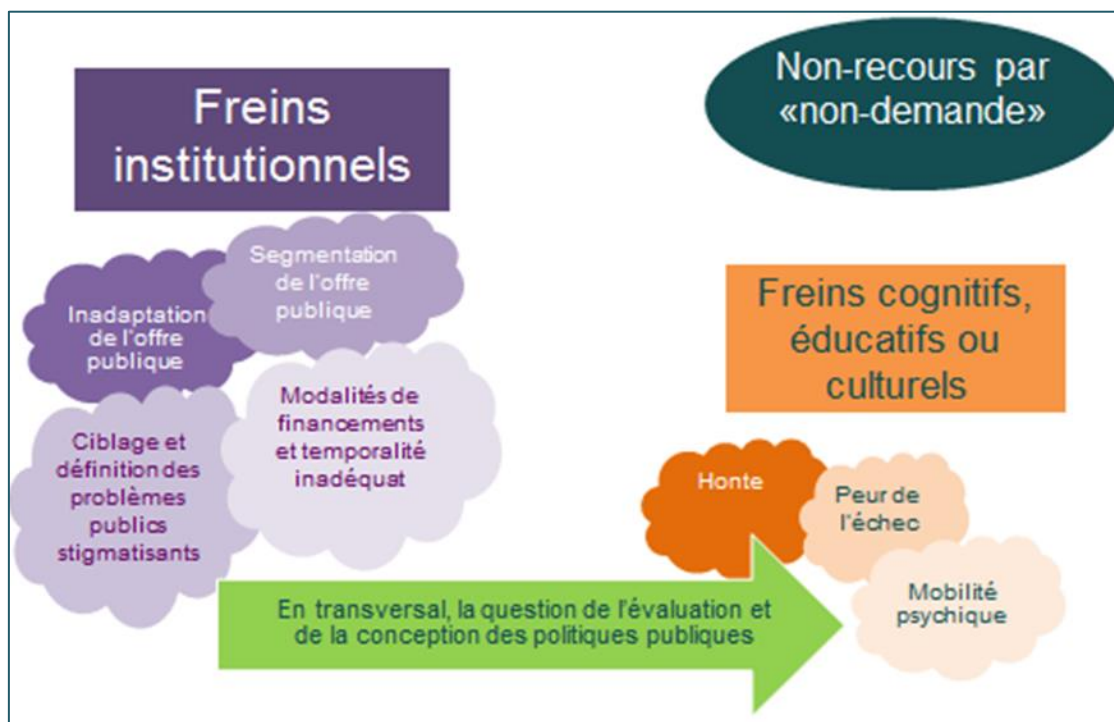 Freins
institutionnels
Non-recours par
«non-demande»
Segmentation
de l'offre
publique
Inadaptation
de l'offre
publique
Modalités de
financements
et temporalité
inadéquat
Ciblage et
définition des
problèmes
publics
stigmatisants
Freins cognitifs,
éducatifs ou
culturels
Honte
Peur de
l'échec
Mobilité
psychique
En transversal, la question de l'évaluation et
de la conception des politiques publiques